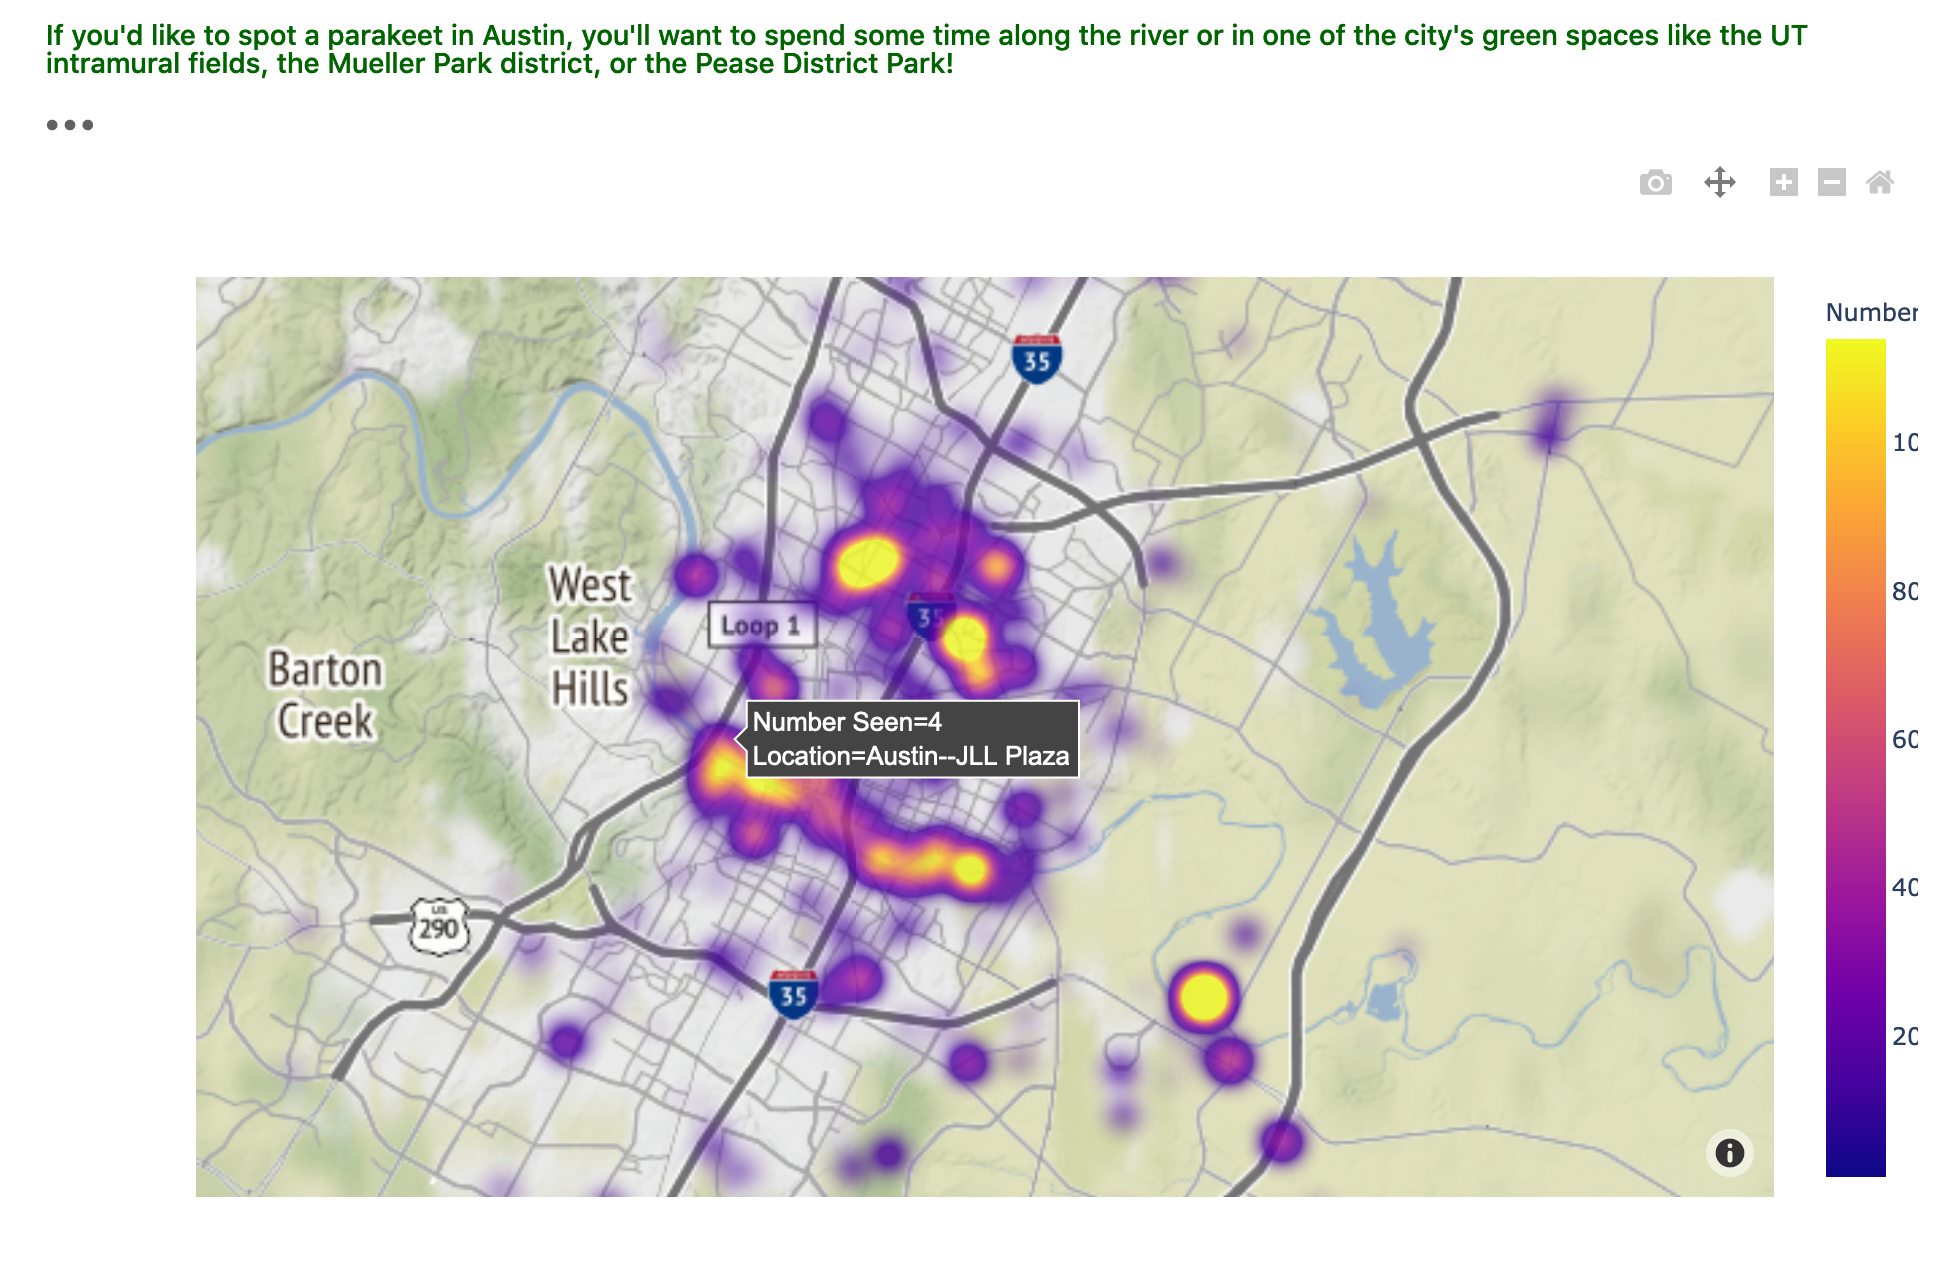 If you'd like to spot a parakeet in Austin, you'll want to spend some time along the river or in one of the city's green spaces like the UT
intramural fields, the Mueller Park district, or the Pease District Park!
Number
35
10
West
Lake
Hills
80
35
Loop 1
Barton
Creek
Number Seen=4
Location=Austin--JLL Plaza
60
40
290
35
20